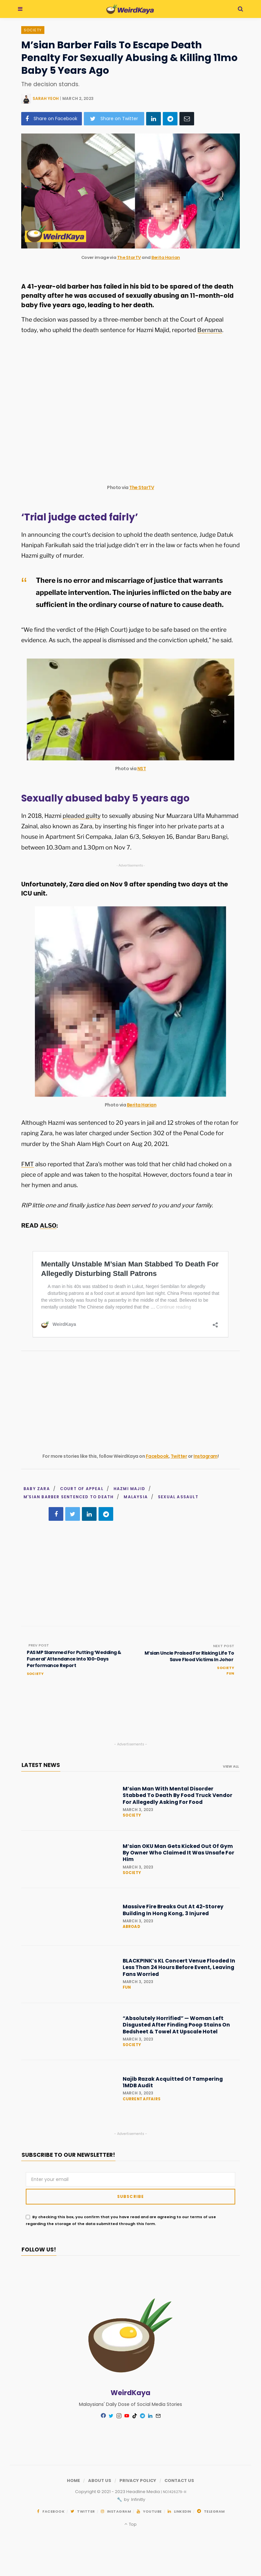 WeirdKaya
SOCIETY
M'sian Barber Fails To Escape Death
Penalty For Sexually Abusing & Killing 11mo
Baby 5 Years Ago
The decision stands.
SARAH YEOH | MARCH 2, 2023
Share on Facebook
Share on Twitter
WeirdKaya
Cover image via The StarTV and Berita Harian
A 41-year-old barber has failed in his bid to be spared of the death
penalty after he was accused of sexually abusing an 11-month-old
baby five years ago, leading to her death.
The decision was passed by a three-member bench at the Court of Appeal
today, who upheld the death sentence for Hazmi Majid, reported Bernama.
Photo via The StarTV
'Trial judge acted fairly'
In announcing the court's decision to uphold the death sentence, Judge Datuk
Hanipah Farikullah said the trial judge didn't err in the law or facts when he found
Hazmi guilty of murder.
There is no error and miscarriage of justice that warrants
appellate intervention. The injuries inflicted on the baby are
sufficient in the ordinary course of nature to cause death.
"We find the verdict of the (High Court) judge to be safe based on the entire
evidence. As such, the appeal is dismissed and the conviction upheld," he said.
Photo via NST
Sexually abused baby 5 years ago
In 2018, Hazmi pleaded guilty to sexually abusing Nur Muarzara Ulfa Muhammad
Zainal, also known as Zara, by inserting his finger into her private parts at a
house in Apartment Sri Cempaka, Jalan 6/3, Seksyen 16, Bandar Baru Bangi,
between 10.30am and 1.30pm on Nov 7.
- Advertisements -
Unfortunately, Zara died on Nov 9 after spending two days at the
ICU unit.
Photo via Berita Harian
Although Hazmi was sentenced to 20 years in jail and 12 strokes of the rotan for
raping Zara, he was later charged under Section 302 of the Penal Code for
murder by the Shah Alam High Court on Aug 20, 2021.
FMT also reported that Zara's mother was told that her child had choked on a
piece of apple and was taken to the hospital. However, doctors found a tear in
her hymen and anus.
RIP little one and finally justice has been served to you and your family.
READ ALSO:
Mentally Unstable M'sian Man Stabbed To Death For
Allegedly Disturbing Stall Patrons
A man in his 40s was stabbed to death in Lukut, Negeri Sembilan for allegedly
disturbing patrons at a food court at around 8pm last night. China Press reported that
the victim's body was found by a passerby in the middle of the road. Believed to be
mentally unstable The Chinese daily reported that the … Continue reading
WeirdKaya
For more stories like this, follow WeirdKaya on Facebook, Twitter or Instagram!
BABY ZARA / COURT OF APPEAL / HAZMI MAJID /
M'SIAN BARBER SENTENCED TO DEATH / MALAYSIA / SEXUAL ASSAULT
PREV POST
PAS MP Slammed For Putting 'Wedding &
Funeral' Attendance Into 100-Days
Performance Report
SOCIETY
NEXT POST
M'sian Uncle Praised For Risking Life To
Save Flood Victims In Johor
SOCIETY
FUN
- Advertisements -
LATEST NEWS
VIEW ALL
M'sian Man With Mental Disorder
Stabbed To Death By Food Truck Vendor
For Allegedly Asking For Food
MARCH 3, 2023
SOCIETY
M'sian OKU Man Gets Kicked Out Of Gym
By Owner Who Claimed It Was Unsafe For
Him
MARCH 3, 2023
SOCIETY
Massive Fire Breaks Out At 42-Storey
Building In Hong Kong, 3 Injured
MARCH 3, 2023
ABROAD
BLACKPINK's KL Concert Venue Flooded In
Less Than 24 Hours Before Event, Leaving
Fans Worried
MARCH 3, 2023
FUN
"Absolutely Horrified" — Woman Left
Disgusted After Finding Poop Stains On
Bedsheet & Towel At Upscale Hotel
MARCH 3, 2023
SOCIETY
Najib Razak Acquitted Of Tampering
1MDB Audit
MARCH 3, 2023
CURRENT AFFAIRS
- Advertisements -
SUBSCRIBE TO OUR NEWSLETTER!
Enter your email
SUBSCRIBE
By checking this box, you confirm that you have read and are agreeing to our terms of use
regarding the storage of the data submitted through this form.
FOLLOW US!
WeirdKaya
Malaysians' Daily Dose of Social Media Stories
HOME / ABOUT US / PRIVACY POLICY / CONTACT US
by Infinity
FACEBOOK TWITTER INSTAGRAM YOUTUBE LINKEDIN TELEGRAM
Top